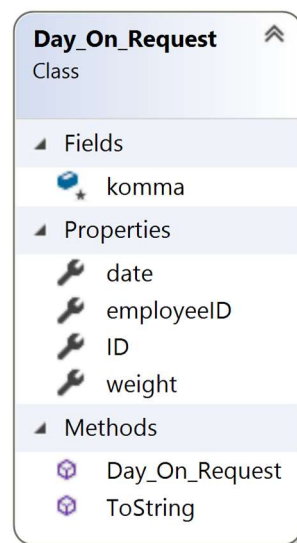 Day_On_Request
Class
Fields
komma
Properties
date
employeeID
ID
weight
Methods
Day_On_Request
ToString